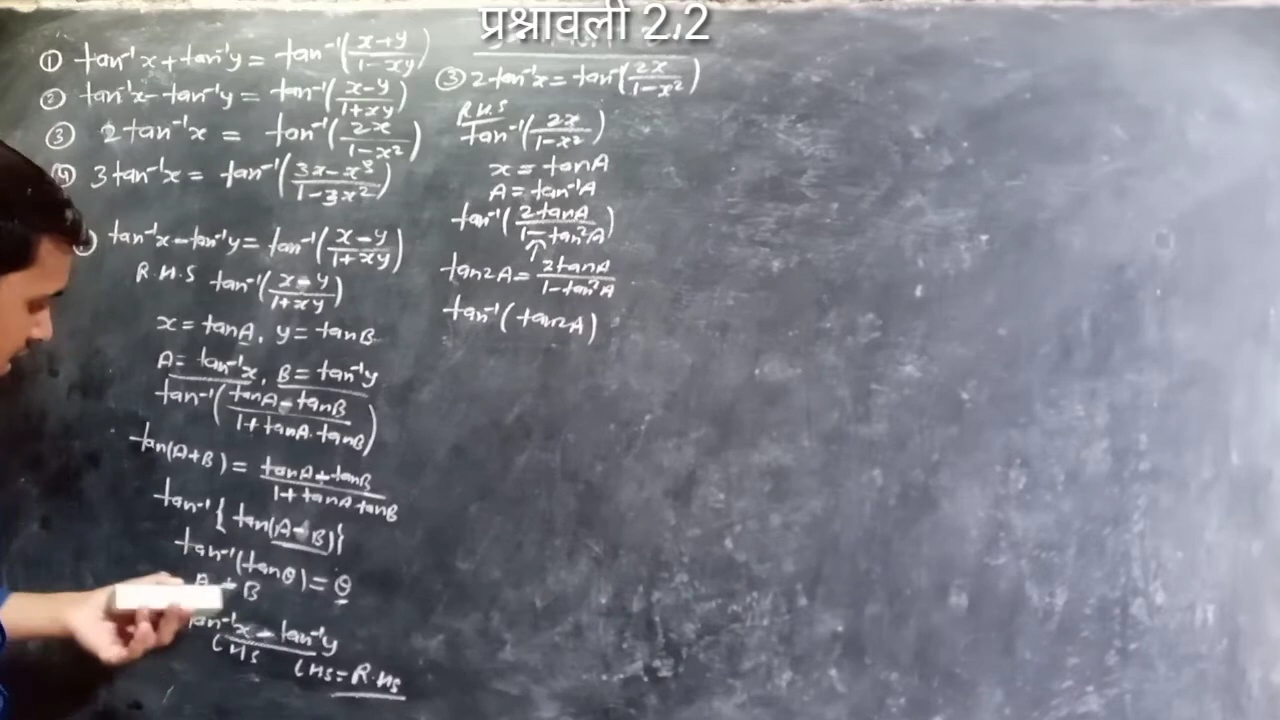 प्रश्नावली 2.2
① tan⁻¹x + tan⁻¹y = tan⁻¹((x+y)/(1-xy))
② tan⁻¹x - tan⁻¹y = tan⁻¹((x-y)/(1+xy))
③ 2tan⁻¹x = tan⁻¹(2x/(1-x²))
④ 3tan⁻¹x = tan⁻¹((3x-x³)/(1-3x²))
tan⁻¹x - tan⁻¹y = tan⁻¹((x-y)/(1+xy))
R.H.S tan⁻¹((x-y)/(1+xy))
x = tanA, y = tanB
A = tan⁻¹x, B = tan⁻¹y
tan⁻¹((tanA - tanB)/(1+tanA.tanB))
tan(A+B) = (tanA+tanB)/(1+tanA tanB)
tan⁻¹{tan(A-B)}
tan⁻¹(tanθ) = θ
B
tan⁻¹x - tan⁻¹y
LHS LHS = R.HS
③ 2tan⁻¹x = tan⁻¹(2x/(1-x²))
R.H.S
tan⁻¹(2x/(1-x²))
x = tanA
A = tan⁻¹A
tan⁻¹(2tanA/(1-tan²A))
tan2A = 2tanA/(1-tan²A)
tan⁻¹(tan2A)